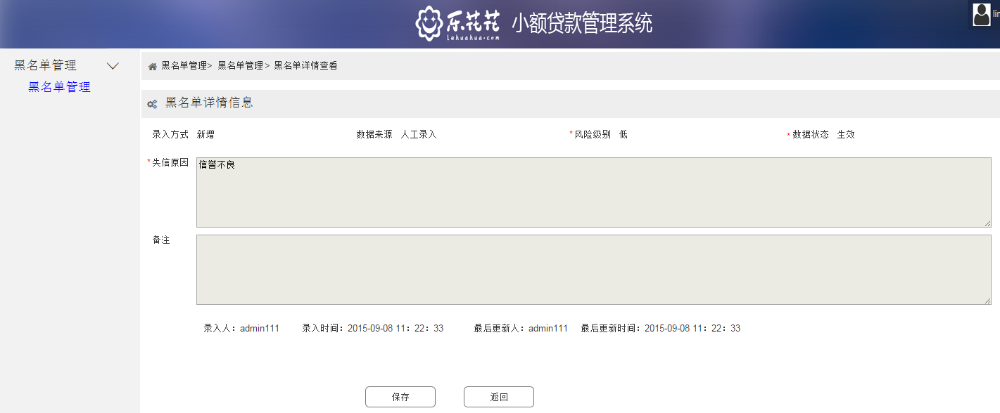 乐花花 小额贷款管理系统
Lehuahua.com
lin
黑名单管理
黑名单管理
黑名单管理> 黑名单管理> 黑名单详情查看
黑名单详情信息
录入方式 新增 数据来源 人工录入 *风险级别 低 *数据状态 生效
*失信原因 信誉不良
备注
录入人：admin111 录入时间：2015-09-08 11：22：33 最后更新人：admin111 最后更新时间：2015-09-08 11：22：33
保存 返回